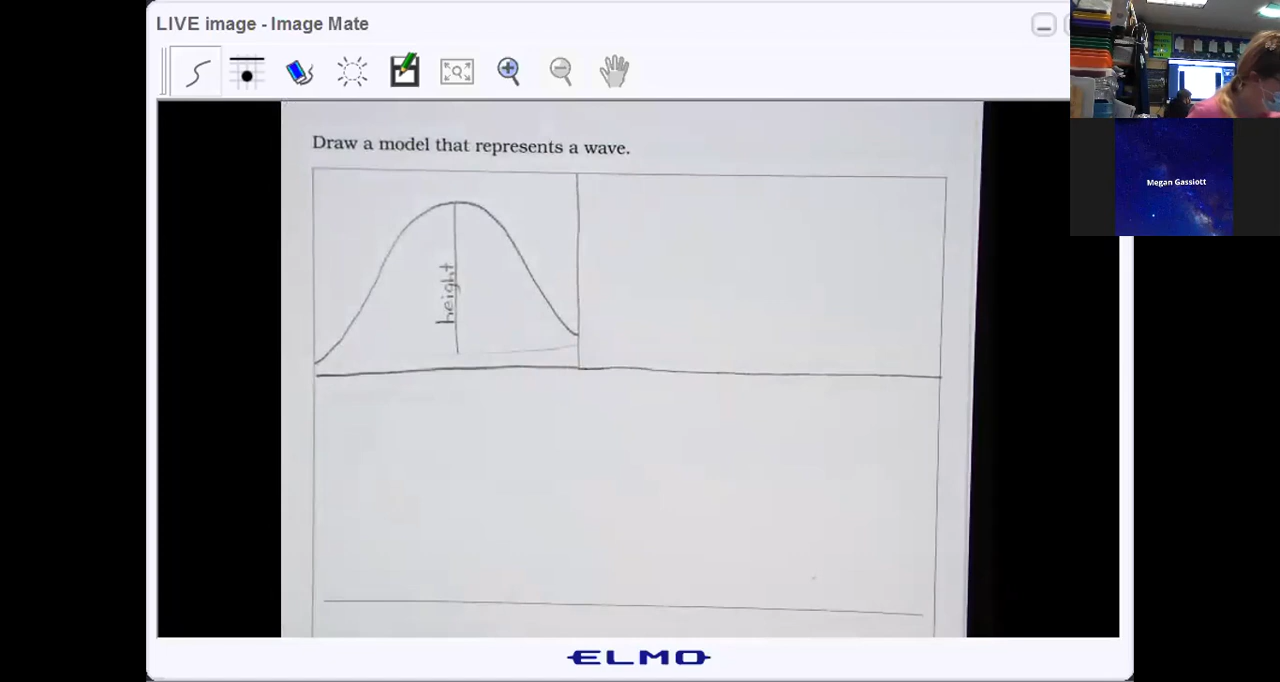 LIVE image - Image Mate
Draw a model that represents a wave.
height
Megan Gassiott
ELMO